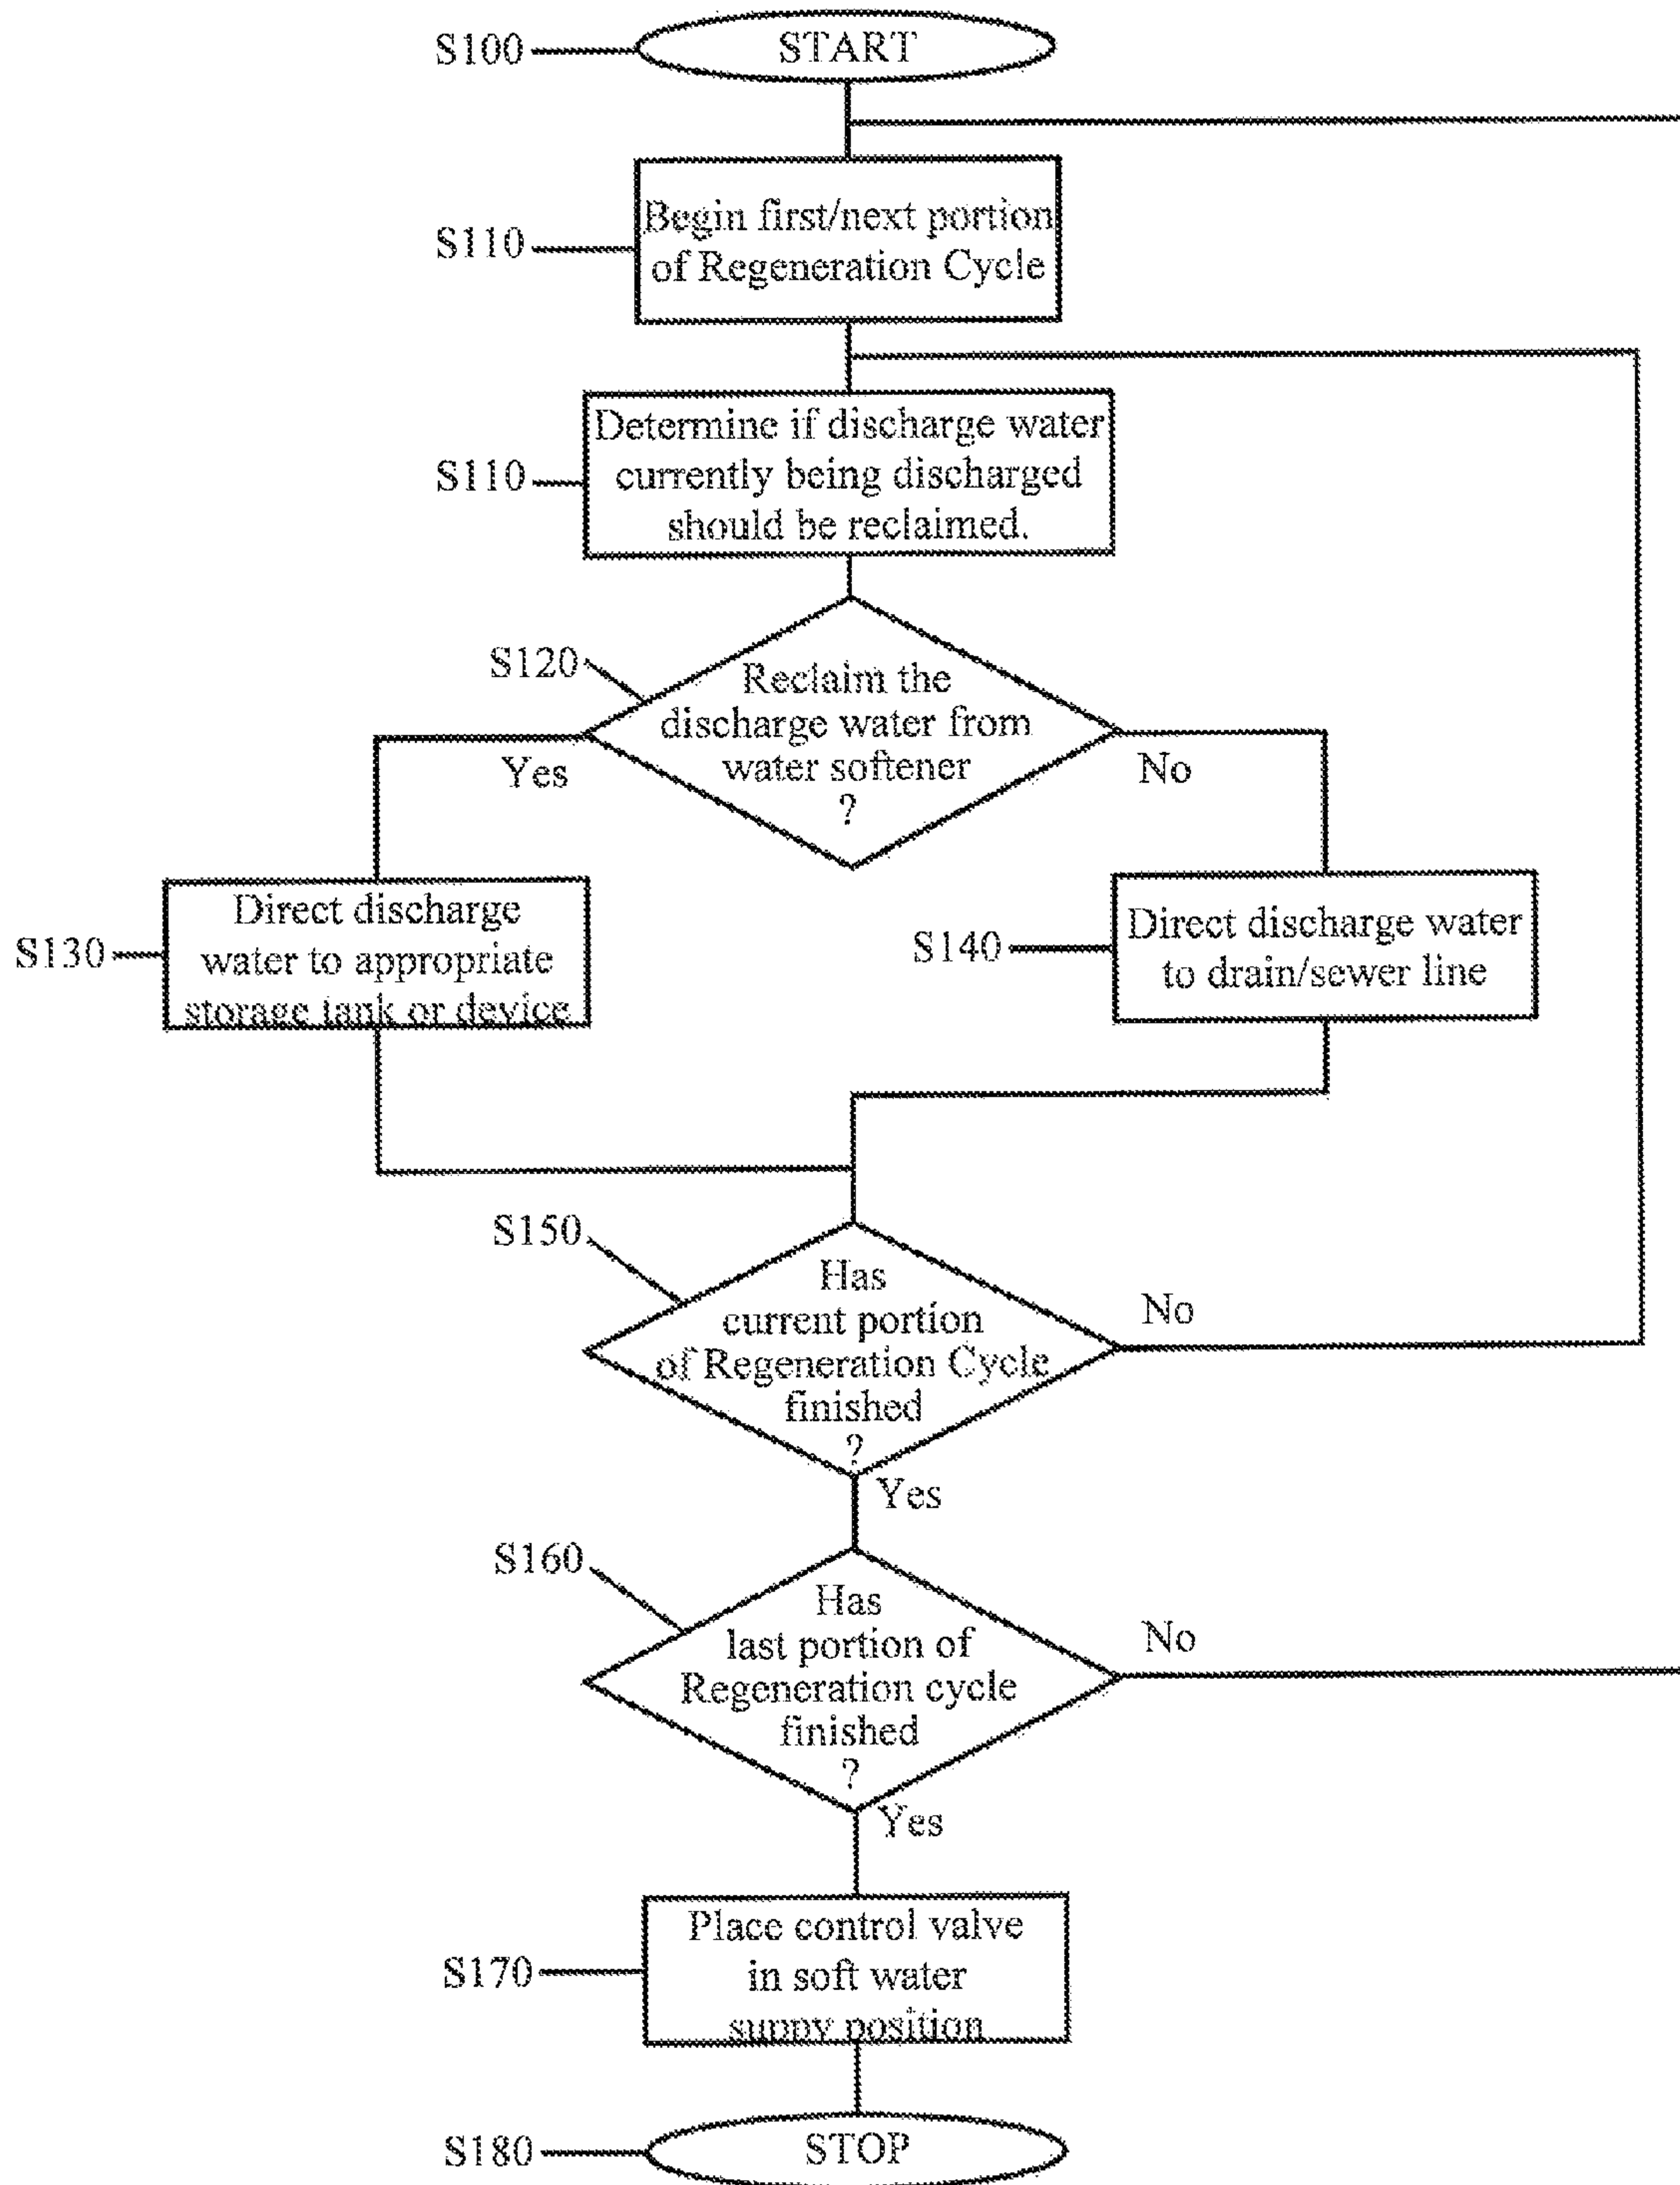 S100
START
S110
Begin first/next portion
of Regeneration Cycle
S110
Determine if discharge water
currently being discharged
should be reclaimed.
S120
Reclaim the
discharge water from
water softener
?
Yes
No
S130
Direct discharge
water to appropriate
storage tank or device
S140
Direct discharge water
to drain/sewer line
S150
Has
current portion
of Regeneration Cycle
finished
?
No
Yes
S160
Has
last portion of
Regeneration cycle
finished
?
No
Yes
S170
Place control valve
in soft water
suppy position
S180
STOP